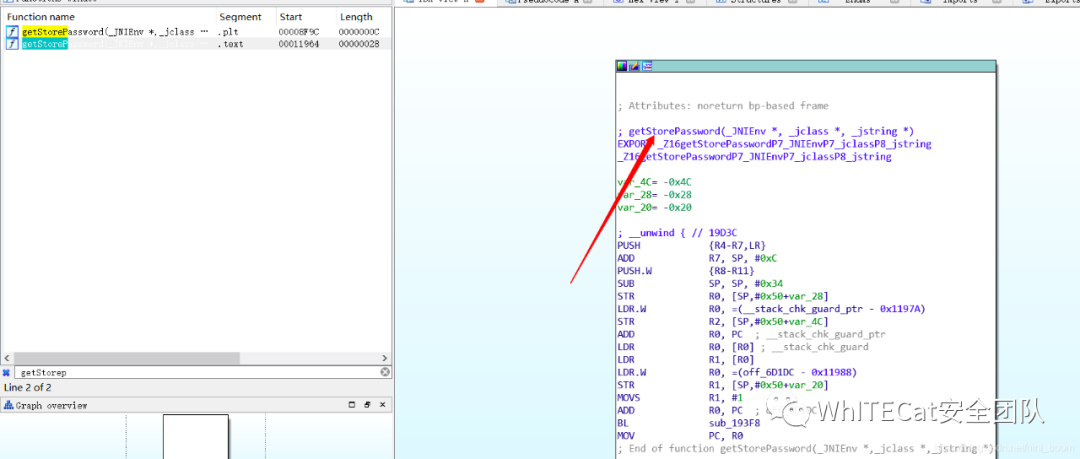 Function name Segment Start Length
getStorePassword(_JNIEnv *,_jclass ⋯ .plt 00008F9C 0000000C
getStoreP .text 00011964 00000028
getStorep
Line 2 of 2
Graph overview
; Attributes: noreturn bp-based frame
; getStorePassword(_JNIEnv *, _jclass *, _jstring *)
EXPORT _Z16getStorePasswordP7_JNIEnvP7_jclassP8_jstring
_Z16getStorePasswordP7_JNIEnvP7_jclassP8_jstring
var_4C= -0x4C
var_28= -0x28
var_20= -0x20
; __unwind { // 19D3C
PUSH {R4-R7,LR}
ADD R7, SP, #0xC
PUSH.W {R8-R11}
SUB SP, SP, #0x34
STR R0, [SP,#0x50+var_28]
LDR.W R0, =(__stack_chk_guard_ptr - 0x1197A)
STR R2, [SP,#0x50+var_4C]
ADD R0, PC ; __stack_chk_guard_ptr
LDR R0, [R0] ; __stack_chk_guard
LDR R1, [R0]
LDR.W R0, =(off_6D1DC - 0x11988)
STR R1, [SP,#0x50+var_20]
MOVS R1, #1
ADD R0, PC ;
BL sub_193F8
MOV PC, R0
; End of function getStorePassword(_JNIEnv *,_jclass *,_jstring *)
WhITECat安全团队